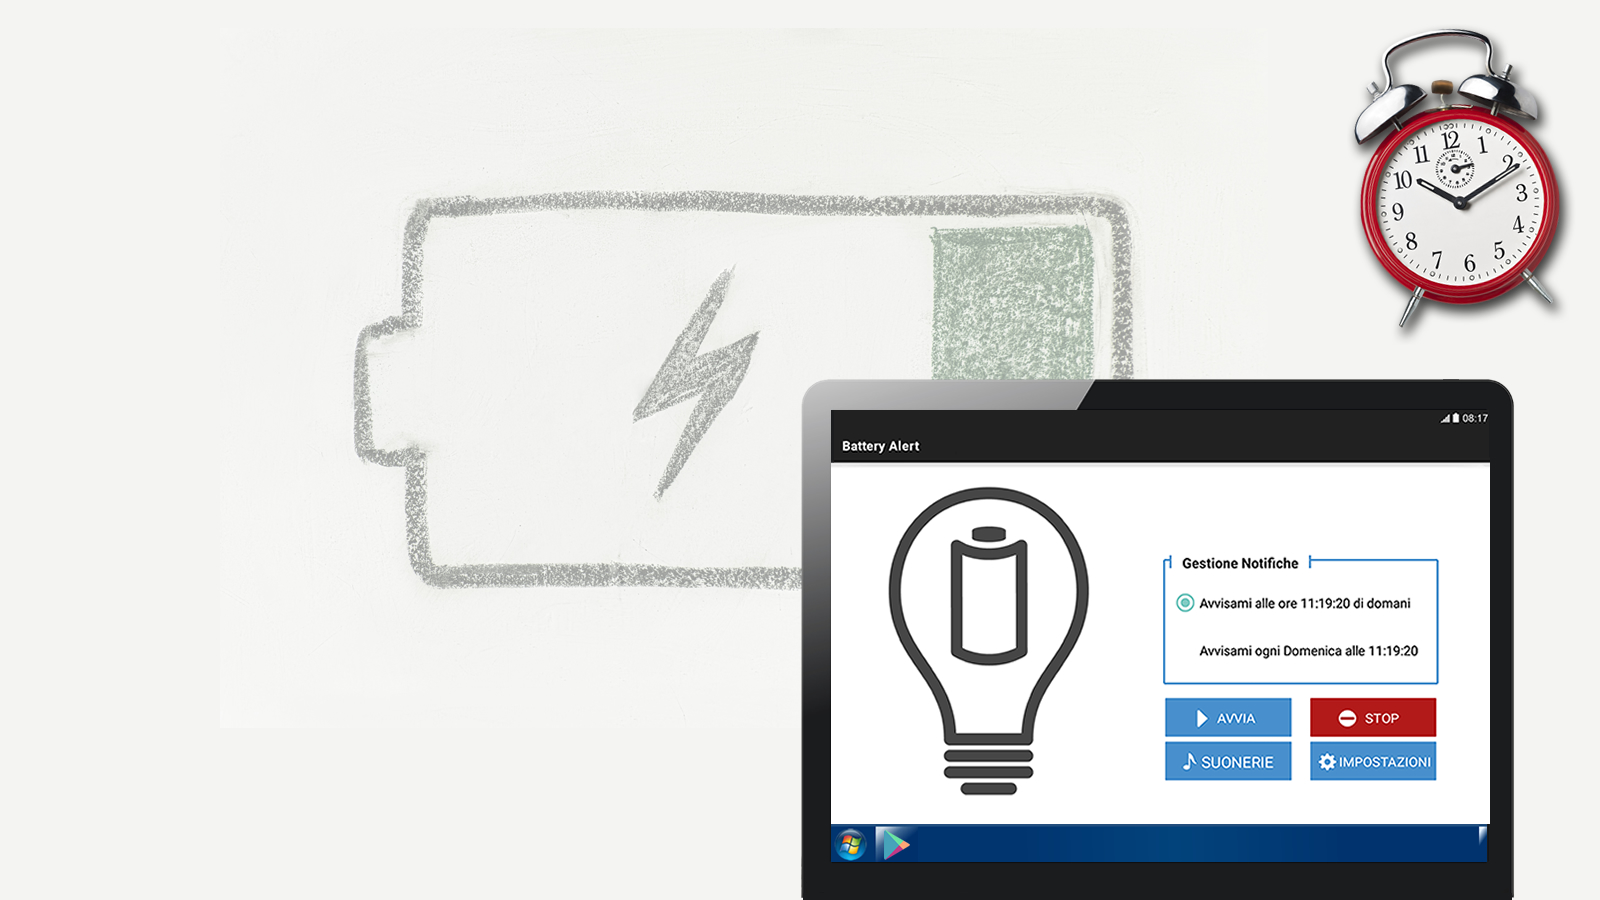 12
1
2
3
4
5
6
7
8
9
10
11
12
08:17
Battery Alert
Gestione Notifiche
Avvisami alle ore 11:19:20 di domani
Avvisami ogni Domenica alle 11:19:20
AVVIA
STOP
SUONERIE
IMPOSTAZIONI